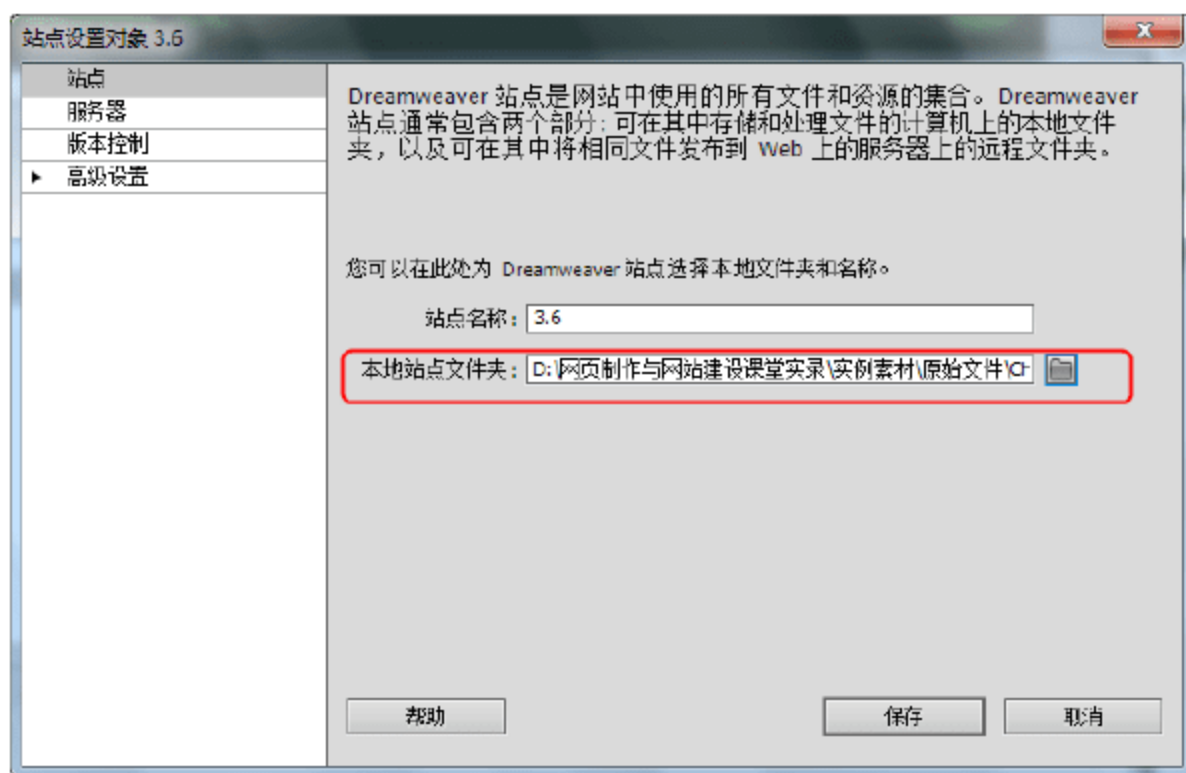 站点设置对象 3.6
站点
服务器
版本控制
高级设置
Dreamweaver 站点是网站中使用的所有文件和资源的集合。Dreamweaver
站点通常包含两个部分:可在其中存储和处理文件的计算机上的本地文件
夹，以及可在其中将相同文件发布到 Web 上的服务器上的远程文件夹。
您可以在此处为 Dreamweaver 站点选择本地文件夹和名称。
站点名称: 3.6
本地站点文件夹: D:\网页制作与网站建设课堂实录\实例素材\原始文件\CH
帮助 保存 取消